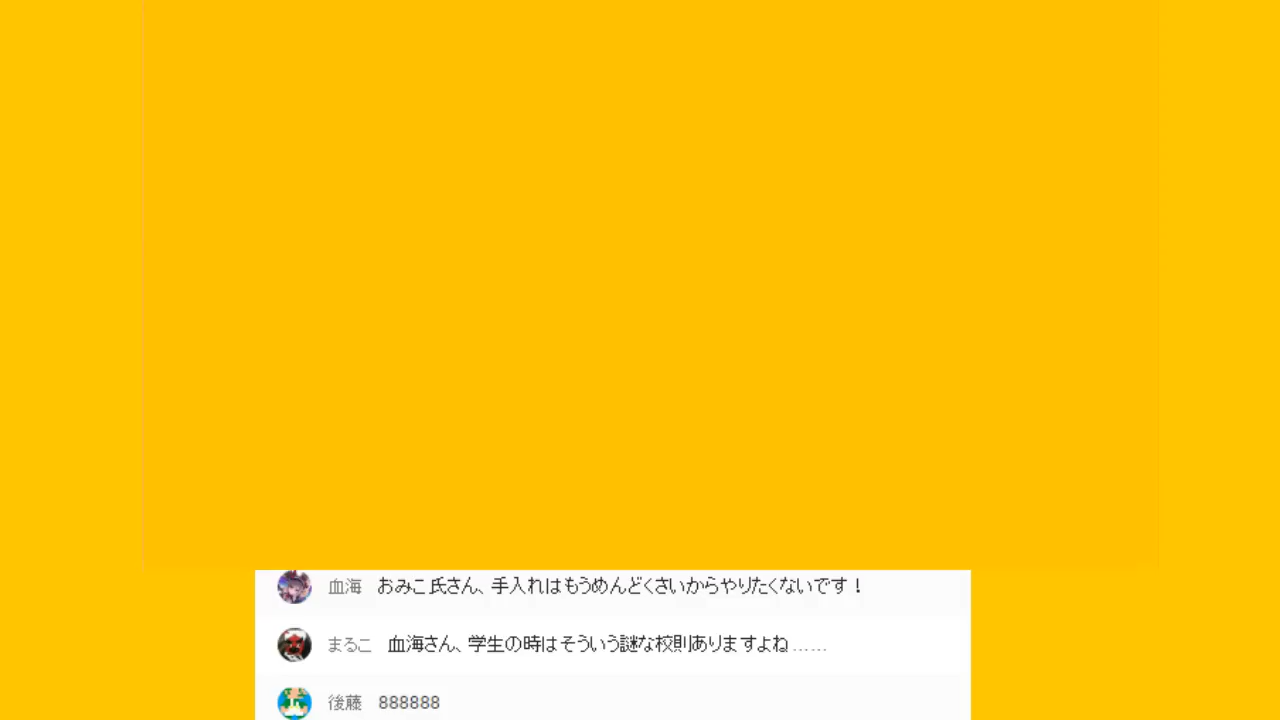 血海 おみこ氏さん、手入れはもうめんどくさいからやりたくないです！
まるこ 血海さん、学生の時はそういう謎な校則ありますよね……
後藤 888888